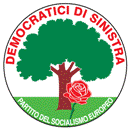 DEMOCRATICI DI SINISTRA
PARTITO DEL SOCIALISMO EUROPEO